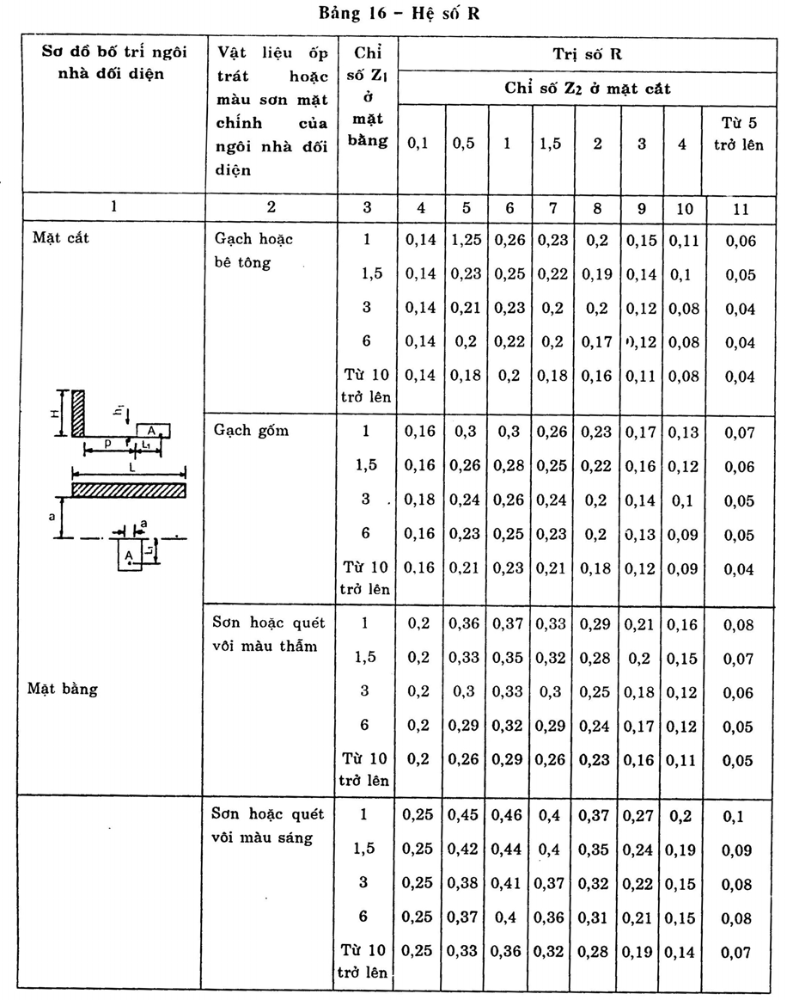 Bảng 16 – Hệ số R
Sơ đồ bố trí ngôi nhà đối diện
Vật liệu ốp trát hoặc màu sơn mặt chính của ngôi nhà đối diện
Chỉ số Z1 ở mặt bằng
Trị số R
Chỉ số Z2 ở mặt cắt
0,1 0,5 1 1,5 2 3 4 Từ 5 trở lên
1 2 3 4 5 6 7 8 9 10 11
Mặt cắt
H
h1
A
P
L1
L
a
a
A
L1
Mặt bằng
Gạch hoặc bê tông
1 0,14 1,25 0,26 0,23 0,2 0,15 0,11 0,06
1,5 0,14 0,23 0,25 0,22 0,19 0,14 0,1 0,05
3 0,14 0,21 0,23 0,2 0,2 0,12 0,08 0,04
6 0,14 0,2 0,22 0,2 0,17 0,12 0,08 0,04
Từ 10 trở lên 0,14 0,18 0,2 0,18 0,16 0,11 0,08 0,04
Gạch gốm
1 0,16 0,3 0,3 0,26 0,23 0,17 0,13 0,07
1,5 0,16 0,26 0,28 0,25 0,22 0,16 0,12 0,06
3 0,18 0,24 0,26 0,24 0,2 0,14 0,1 0,05
6 0,16 0,23 0,25 0,23 0,2 0,13 0,09 0,05
Từ 10 trở lên 0,16 0,21 0,23 0,21 0,18 0,12 0,09 0,04
Sơn hoặc quét vôi màu thẫm
1 0,2 0,36 0,37 0,33 0,29 0,21 0,16 0,08
1,5 0,2 0,33 0,35 0,32 0,28 0,2 0,15 0,07
3 0,2 0,3 0,33 0,3 0,25 0,18 0,12 0,06
6 0,2 0,29 0,32 0,29 0,24 0,17 0,12 0,05
Từ 10 trở lên 0,2 0,26 0,29 0,26 0,23 0,16 0,11 0,05
Sơn hoặc quét vôi màu sáng
1 0,25 0,45 0,46 0,4 0,37 0,27 0,2 0,1
1,5 0,25 0,42 0,44 0,4 0,35 0,24 0,19 0,09
3 0,25 0,38 0,41 0,37 0,32 0,22 0,15 0,08
6 0,25 0,37 0,4 0,36 0,31 0,21 0,15 0,08
Từ 10 trở lên 0,25 0,33 0,36 0,32 0,28 0,19 0,14 0,07